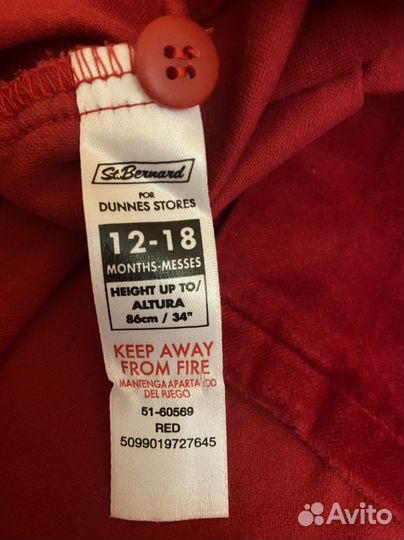 St.Bernard
FOR
DUNNES STORES
12-18
MONTHS-MESSES
HEIGHT UP TO/
ALTURA
86cm / 34"
KEEP AWAY
FROM FIRE
MANTENGA APARTADO
DEL FUEGO
51-60569
RED
5099019727645
Avito